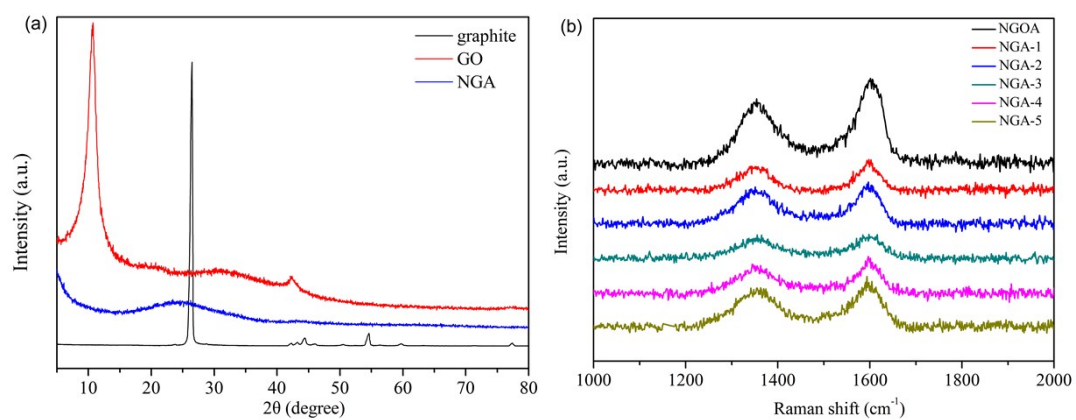 (a)
graphite
GO
NGA
Intensity (a.u.)
10 20 30 40 50 60 70 80
2θ (degree)
(b)
NGOA
NGA-1
NGA-2
NGA-3
NGA-4
NGA-5
Intensity (a.u.)
1000 1200 1400 1600 1800 2000
Raman shift (cm⁻¹)